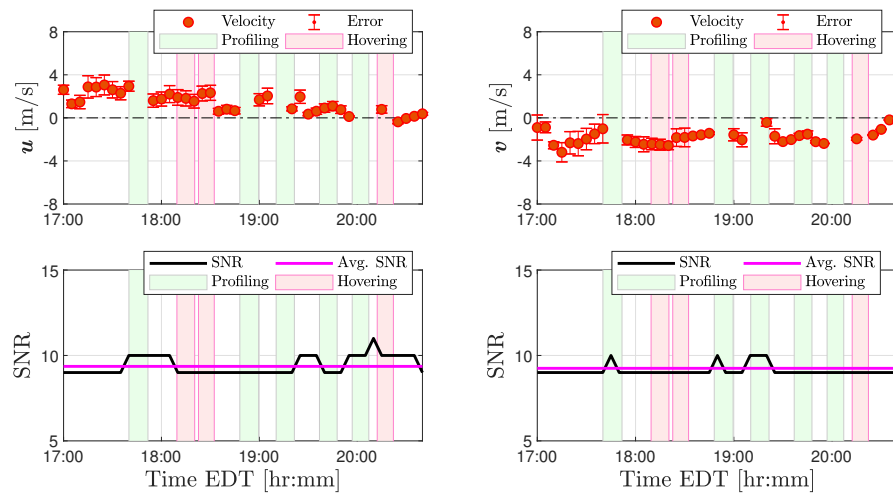 Velocity Error
Profiling Hovering
8
4
0
-4
-8
u [m/s]
17:00 18:00 19:00 20:00
Velocity Error
Profiling Hovering
8
4
0
-4
-8
v [m/s]
17:00 18:00 19:00 20:00
SNR Avg. SNR
Profiling Hovering
15
10
5
SNR
17:00 18:00 19:00 20:00
Time EDT [hr:mm]
SNR Avg. SNR
Profiling Hovering
15
10
5
SNR
17:00 18:00 19:00 20:00
Time EDT [hr:mm]